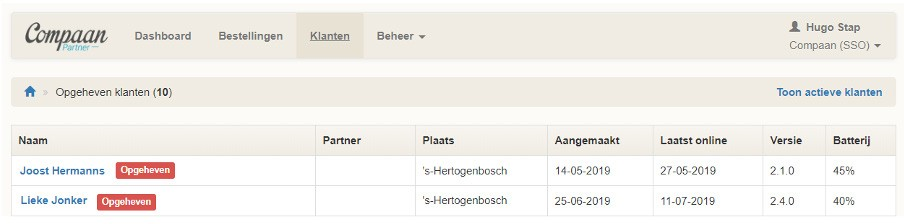 Compaan Dashboard Bestellingen Klanten Beheer Hugo Stap
Partner Compaan (SSO)
» Opgeheven klanten (10) Toon actieve klanten
Naam Partner Plaats Aangemaakt Laatst online Versie Batterij
Joost Hermanns Opgeheven 's-Hertogenbosch 14-05-2019 27-05-2019 2.1.0 45%
Lieke Jonker Opgeheven 's-Hertogenbosch 25-06-2019 11-07-2019 2.4.0 40%